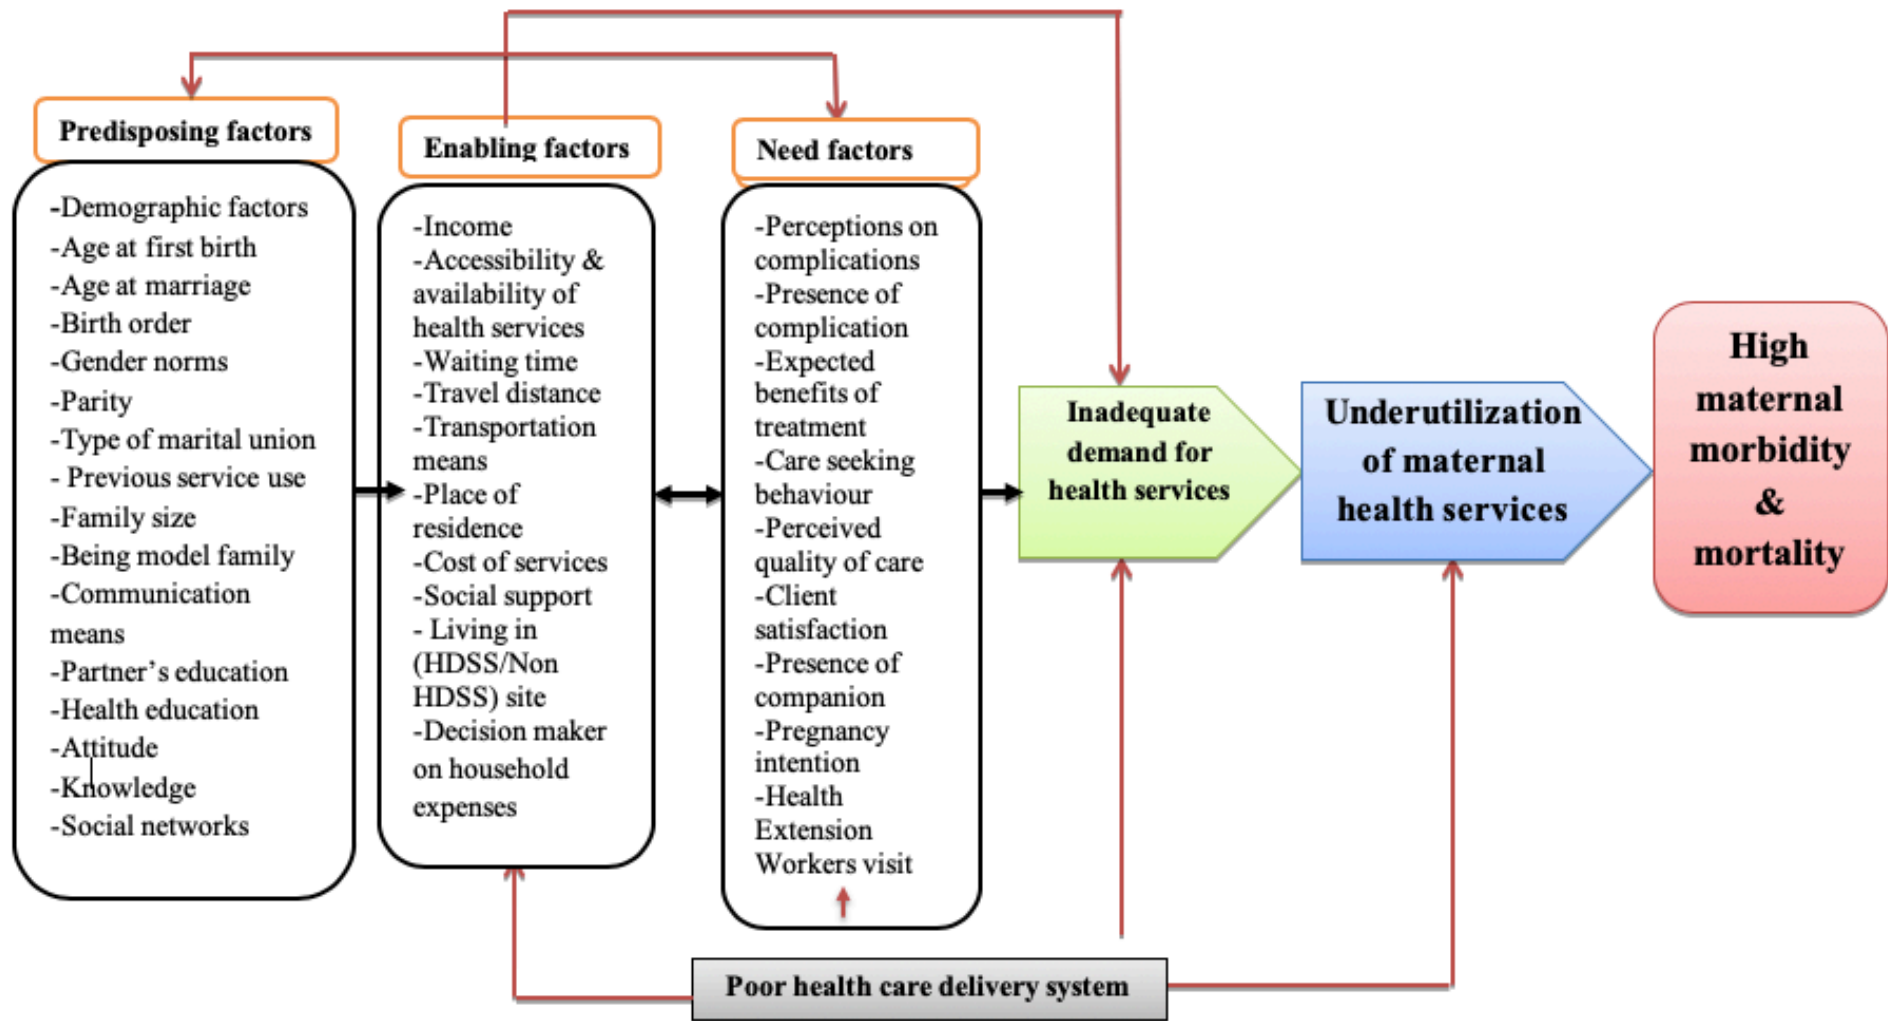 Predisposing factors
-Demographic factors
-Age at first birth
-Age at marriage
-Birth order
-Gender norms
-Parity
-Type of marital union
- Previous service use
-Family size
-Being model family
-Communication
means
-Partner's education
-Health education
-Attitude
-Knowledge
-Social networks
Enabling factors
-Income
-Accessibility &
availability of
health services
-Waiting time
-Travel distance
-Transportation
means
-Place of
residence
-Cost of services
-Social support
- Living in
(HDSS/Non
HDSS) site
-Decision maker
on household
expenses
Need factors
-Perceptions on
complications
-Presence of
complication
-Expected
benefits of
treatment
-Care seeking
behaviour
-Perceived
quality of care
-Client
satisfaction
-Presence of
companion
-Pregnancy
intention
-Health
Extension
Workers visit
Inadequate
demand for
health services
Underutilization
of maternal
health services
High
maternal
morbidity
&
mortality
Poor health care delivery system